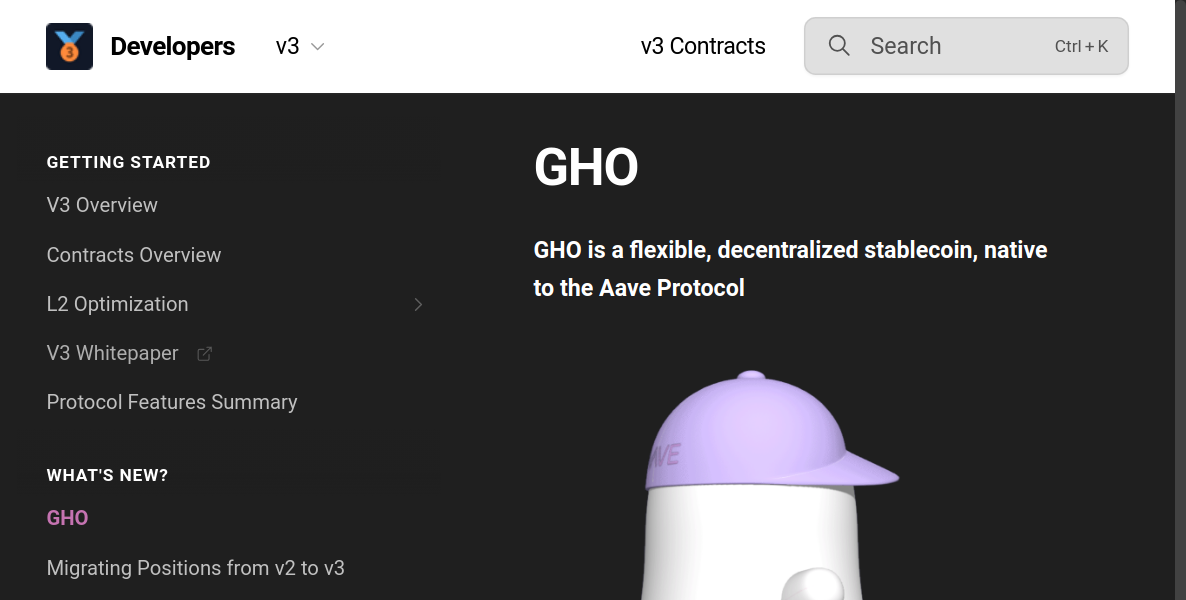 3
Developers
v3
v3 Contracts
Search
Ctrl + K
GETTING STARTED
V3 Overview
Contracts Overview
L2 Optimization
V3 Whitepaper
Protocol Features Summary
WHAT'S NEW?
GHO
Migrating Positions from v2 to v3
GHO
GHO is a flexible, decentralized stablecoin, native
to the Aave Protocol
AVE